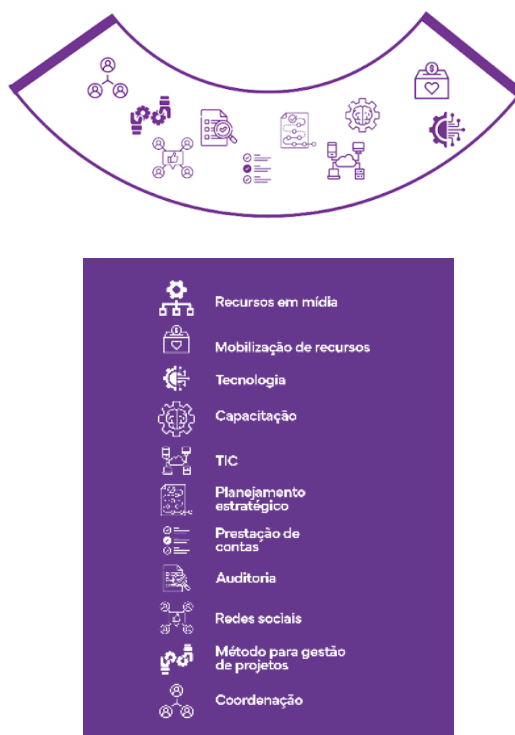 Recursos em mídia
Mobilização de recursos
Tecnologia
Capacitação
TIC
Planejamento
estratégico
Prestação de
contas
Auditoria
Redes sociais
Método para gestão
de projetos
Coordenação